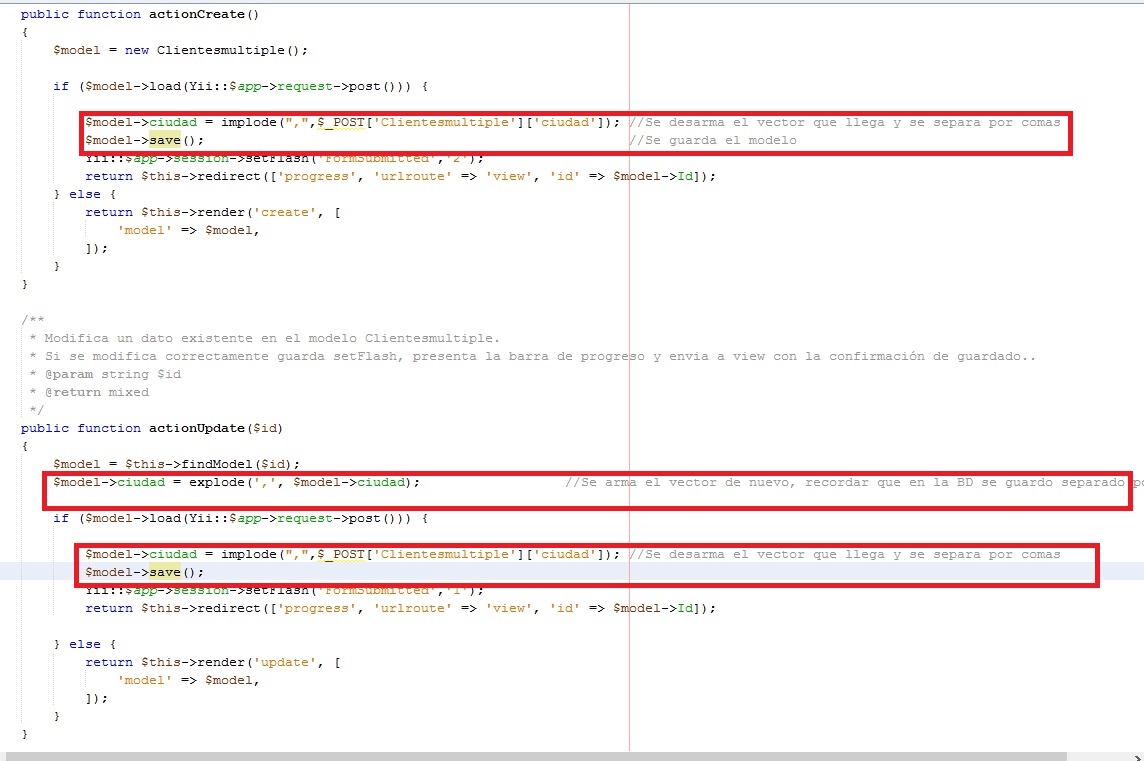 public function actionCreate()
{
$model = new Clientesmultiple();
if ($model->load(Yii::$app->request->post())) {
$model->ciudad = implode(",",$_POST['Clientesmultiple']['ciudad']); //Se desarma el vector que llega y se separa por comas
$model->save(); //Se guarda el modelo
Yii::$app->session->setFlash('FormSubmitted','2');
return $this->redirect(['progress', 'urlroute' => 'view', 'id' => $model->Id]);
} else {
return $this->render('create', [
'model' => $model,
]);
}
}
/**
* Modifica un dato existente en el modelo Clientesmultiple.
* Si se modifica correctamente guarda setFlash, presenta la barra de progreso y envia a view con la confirmación de guardado..
* @param string $id
* @return mixed
*/
public function actionUpdate($id)
{
$model = $this->findModel($id);
$model->ciudad = explode(',', $model->ciudad); //Se arma el vector de nuevo, recordar que en la BD se guardo separado po
if ($model->load(Yii::$app->request->post())) {
$model->ciudad = implode(",",$_POST['Clientesmultiple']['ciudad']); //Se desarma el vector que llega y se separa por comas
$model->save();
Yii::$app->session->setFlash('FormSubmitted','1');
return $this->redirect(['progress', 'urlroute' => 'view', 'id' => $model->Id]);
} else {
return $this->render('update', [
'model' => $model,
]);
}
}